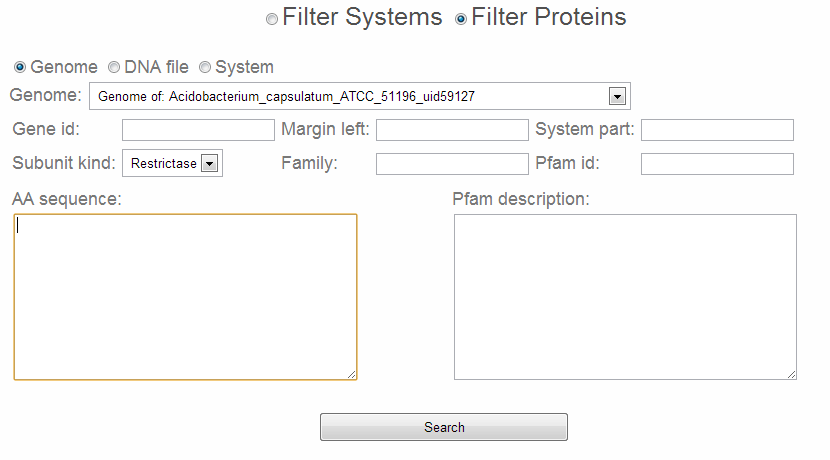 Filter Systems Filter Proteins
Genome DNA file System
Genome: Genome of: Acidobacterium_capsulatum_ATCC_51196_uid59127
Gene id: Margin left: System part:
Subunit kind: Restrictase Family: Pfam id:
AA sequence: Pfam description:
Search